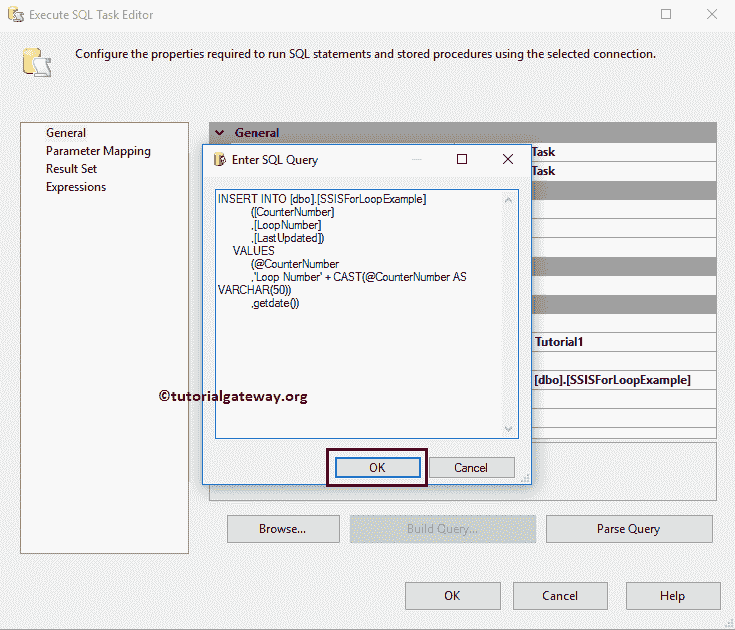 Execute SQL Task Editor
Configure the properties required to run SQL statements and stored procedures using the selected connection.
General
Parameter Mapping
Result Set
Expressions
General
Task
Task
Enter SQL Query
INSERT INTO [dbo].[SSISForLoopExample]
([CounterNumber]
,[LoopNumber]
,[LastUpdated])
VALUES
(@CounterNumber
,'Loop Number' + CAST(@CounterNumber AS
VARCHAR(50))
,getdate())
Tutorial1
[dbo].[SSISForLoopExample]
©tutorialgateway.org
OK
Cancel
Browse...
Build Query...
Parse Query
OK
Cancel
Help